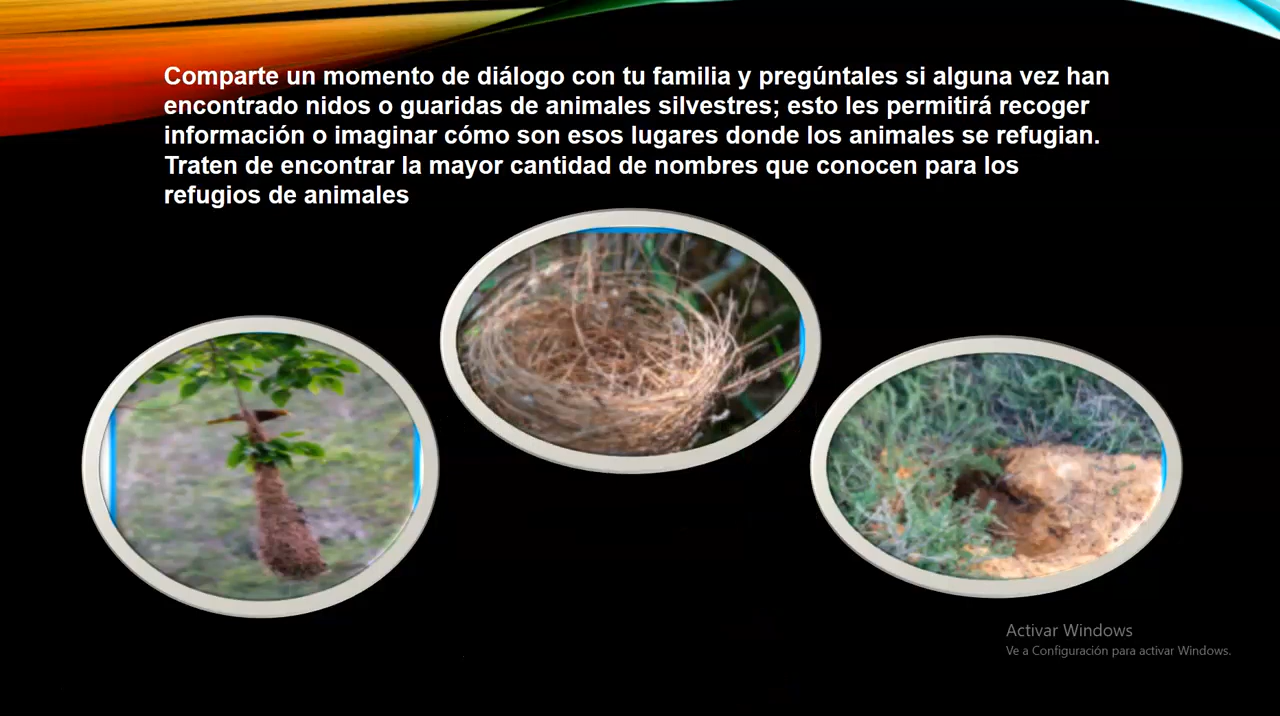 Comparte un momento de diálogo con tu familia y pregúntales si alguna vez han
encontrado nidos o guaridas de animales silvestres; esto les permitirá recoger
información o imaginar cómo son esos lugares donde los animales se refugian.
Traten de encontrar la mayor cantidad de nombres que conocen para los
refugios de animales
Activar Windows
Ve a Configuración para activar Windows.